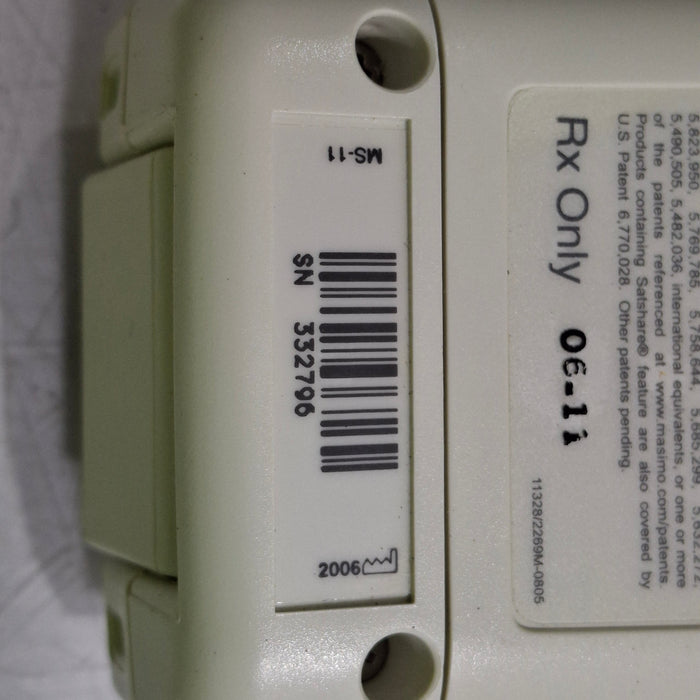 MS-11
SN 332796
2006
5,823,950, 5,769,785, 5,758,644, 5,685,299, 5,632,272,
5,490,505, 5,482,036, international equivalents, or one or more
of the patents referenced at www.masimo.com/patents.
Products containing Satshare® feature are also covered by
U.S. Patent 6,770,028. Other patents pending.
Rx Only 06-11
11328/2269M-0805